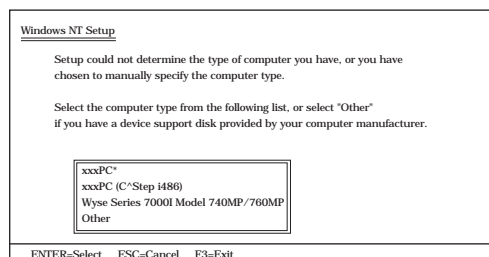 Windows NT Setup
Setup could not determine the type of computer you have, or you have
chosen to manually specify the computer type.
Select the computer type from the following list, or select "Other"
if you have a device support disk provided by your computer manufacturer.
xxxPC*
xxxPC (C^Step i486)
Wyse Series 7000I Model 740MP/760MP
Other
ENTER=Select ESC=Cancel F3=Exit